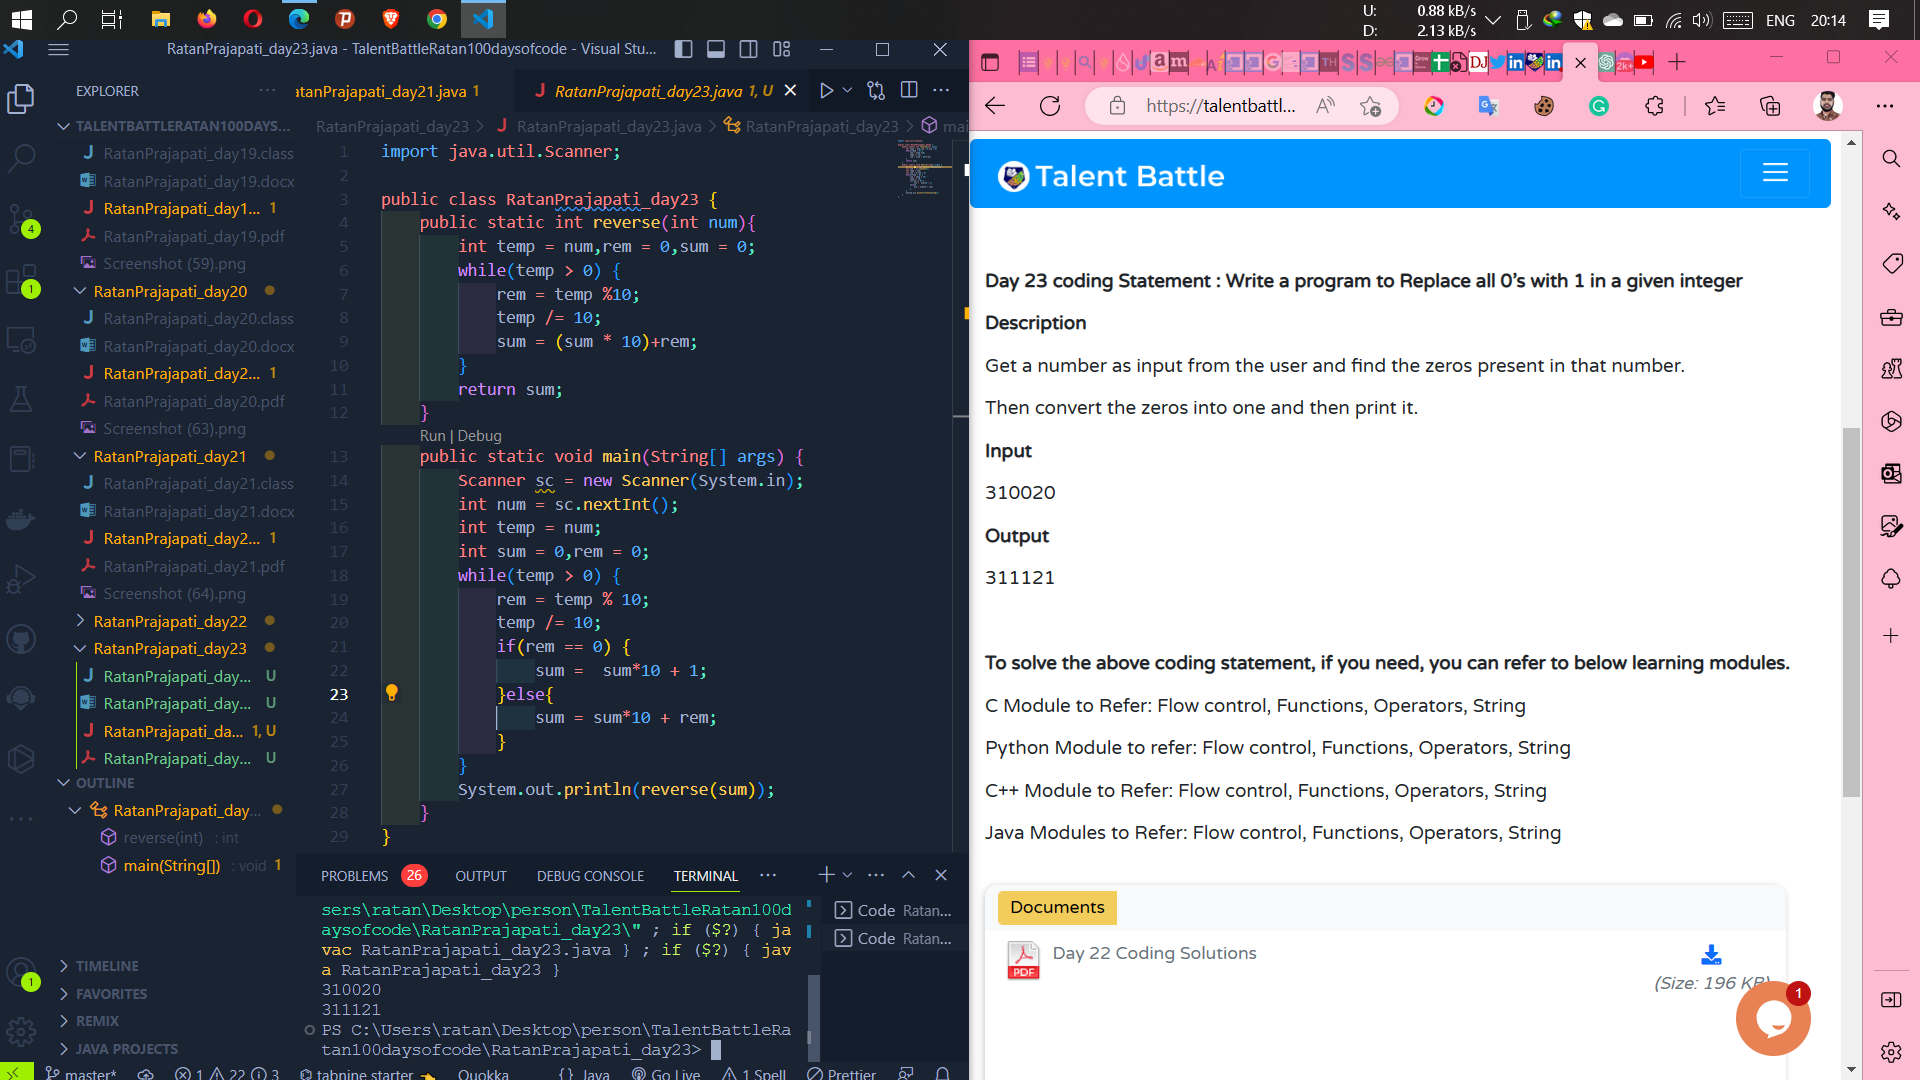 U: 0.88 kB/s
D: 2.13 kB/s
ENG 20:14
RatanPrajapati_day23.java - TalentBattleRatan100daysofcode - Visual Stu...
EXPLORER
atanPrajapati_day21.java 1
RatanPrajapati_day23.java 1, U
TALENTBATTLERATAN100DAYS...
RatanPrajapati_day23 > RatanPrajapati_day23.java > RatanPrajapati_day23 > mai
RatanPrajapati_day19.class
RatanPrajapati_day19.docx
RatanPrajapati_day1... 1
RatanPrajapati_day19.pdf
Screenshot (59).png
RatanPrajapati_day20
RatanPrajapati_day20.class
RatanPrajapati_day20.docx
RatanPrajapati_day2... 1
RatanPrajapati_day20.pdf
Screenshot (63).png
RatanPrajapati_day21
RatanPrajapati_day21.class
RatanPrajapati_day21.docx
RatanPrajapati_day2... 1
RatanPrajapati_day21.pdf
Screenshot (64).png
RatanPrajapati_day22
RatanPrajapati_day23
RatanPrajapati_day... U
RatanPrajapati_day... U
RatanPrajapati_da... 1, U
RatanPrajapati_day... U
OUTLINE
RatanPrajapati_day...
reverse(int) : int
main(String[]) : void 1
TIMELINE
FAVORITES
REMIX
JAVA PROJECTS
4
1
1
1 import java.util.Scanner;
2
3 public class RatanPrajapati_day23 {
4 public static int reverse(int num){
5 int temp = num,rem = 0,sum = 0;
6 while(temp > 0) {
7 rem = temp %10;
8 temp /= 10;
9 sum = (sum * 10)+rem;
10 }
11 return sum;
12 }
Run | Debug
13 public static void main(String[] args) {
14 Scanner sc = new Scanner(System.in);
15 int num = sc.nextInt();
16 int temp = num;
17 int sum = 0,rem = 0;
18 while(temp > 0) {
19 rem = temp % 10;
20 temp /= 10;
21 if(rem == 0) {
22 sum =  sum*10 + 1;
23 }else{
24 sum = sum*10 + rem;
25 }
26 }
27 System.out.println(reverse(sum));
28 }
29 }
PROBLEMS 26 OUTPUT DEBUG CONSOLE TERMINAL
sers\ratan\Desktop\person\TalentBattleRatan100d
aysofcode\RatanPrajapati_day23\" ; if ($?) { ja
vac RatanPrajapati_day23.java } ; if ($?) { jav
a RatanPrajapati_day23 }
310020
311121
PS C:\Users\ratan\Desktop\person\TalentBattleRa
tan100daysofcode\RatanPrajapati_day23>
Code Ratan...
Code Ratan...
master* 1 22 3 tabnine starter Quokka {} Java Go Live 1 Spell Prettier
https://talentbattl...
Talent Battle
Day 23 coding Statement : Write a program to Replace all 0’s with 1 in a given integer
Description
Get a number as input from the user and find the zeros present in that number.
Then convert the zeros into one and then print it.
Input
310020
Output
311121
To solve the above coding statement, if you need, you can refer to below learning modules.
C Module to Refer: Flow control, Functions, Operators, String
Python Module to refer: Flow control, Functions, Operators, String
C++ Module to Refer: Flow control, Functions, Operators, String
Java Modules to Refer: Flow control, Functions, Operators, String
Documents
PDF
Day 22 Coding Solutions
(Size: 196 KB)
1